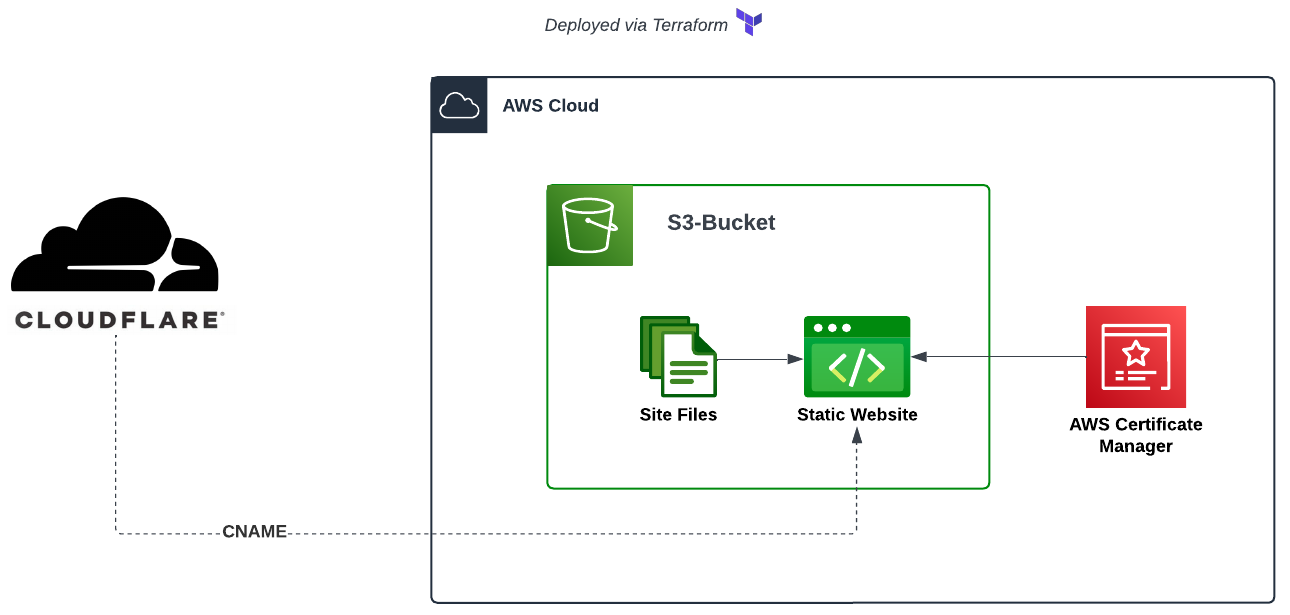 Deployed via Terraform
AWS Cloud
S3-Bucket
CLOUDFLARE®
</>
Site Files
Static Website
AWS Certificate
Manager
CNAME